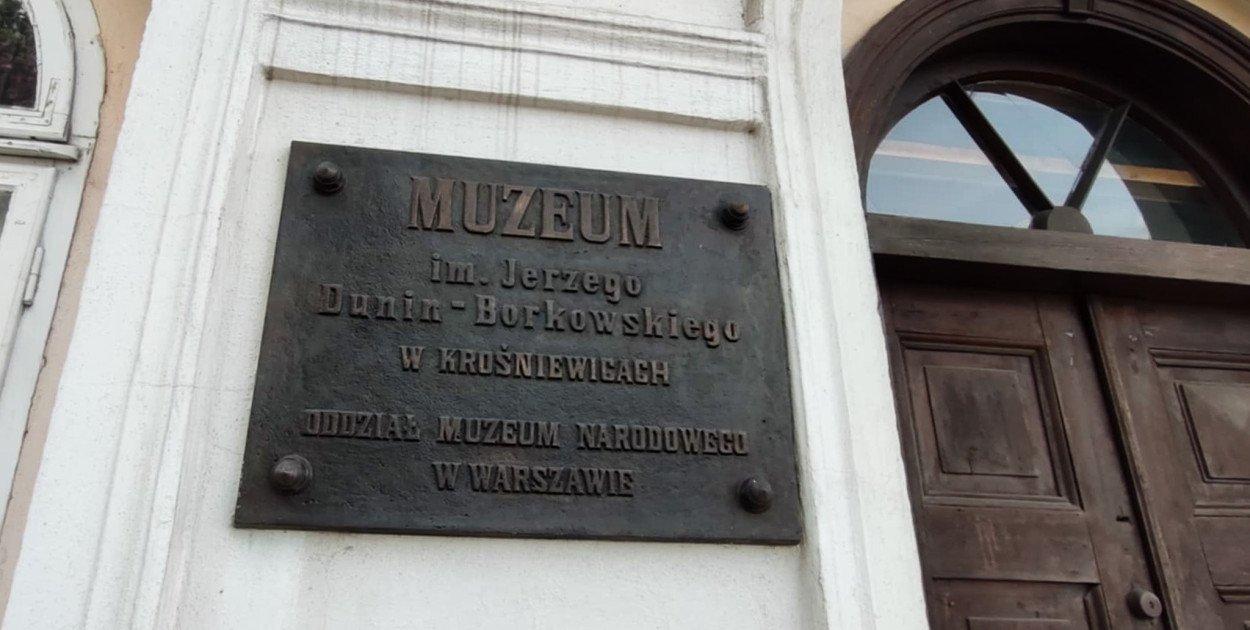 MUZEUM
im. Jerzego
Dunin-Borkowskiego
W KROŚNIEWICACH
ODDZIAŁ MUZEUM NARODOWEGO
W WARSZAWIE